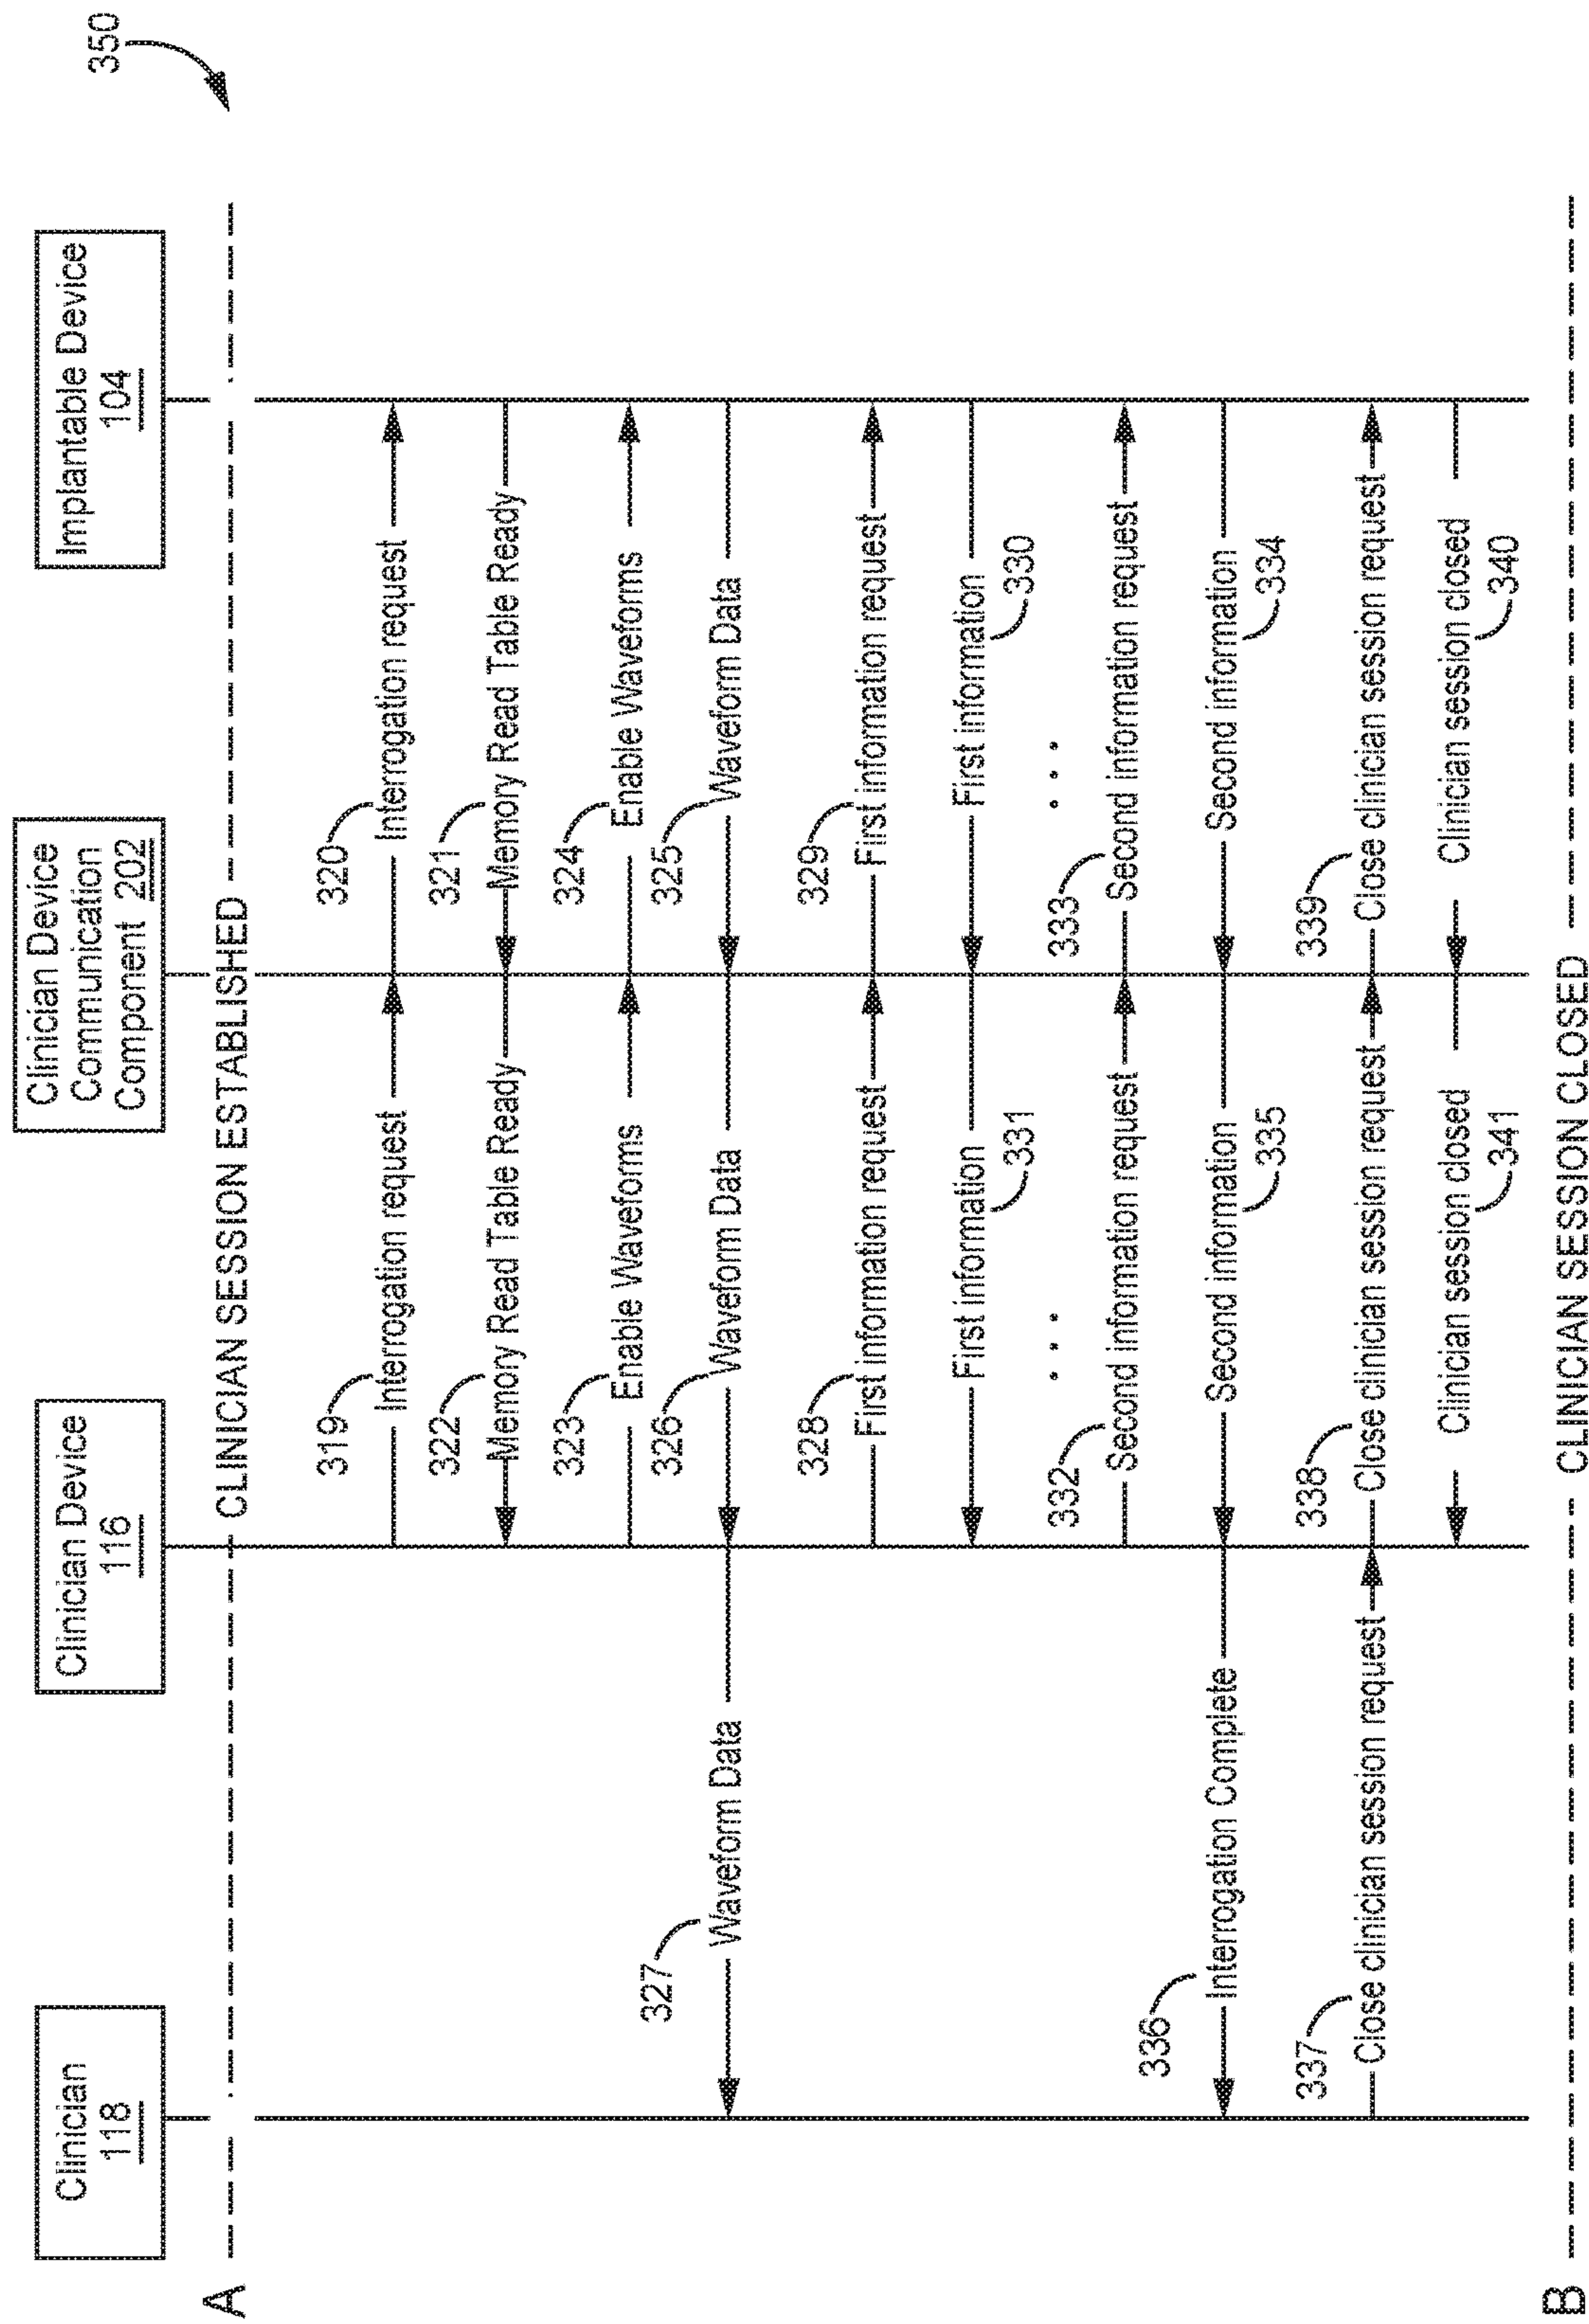 350
Clinician
118
Clinician Device
116
Clinician Device
Communication
Component 202
Implantable Device
104
A
CLINICIAN SESSION ESTABLISHED
319
Interrogation request
320
Interrogation request
322
Memory Read Table Ready
321
Memory Read Table Ready
323
Enable Waveforms
324
Enable Waveforms
327
Waveform Data
326
Waveform Data
325
Waveform Data
328
First information request
329
First information request
First information
331
First information
330
...
...
332
Second information request
333
Second information request
336
Interrogation Complete
Second information
335
Second information
334
337
Close clinician session request
338
Close clinician session request
339
Close clinician session request
Clinician session closed
341
Clinician session closed
340
B
CLINICIAN SESSION CLOSED